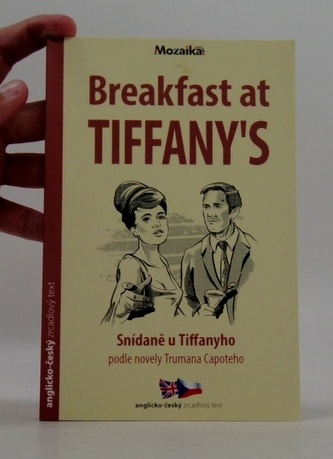 Mozaika
Breakfast at
TIFFANY'S
Snídaně u Tiffanyho
podle novely Trumana Capoteho
anglicko-český zrcadlový text
anglicko-český zrcadlový text